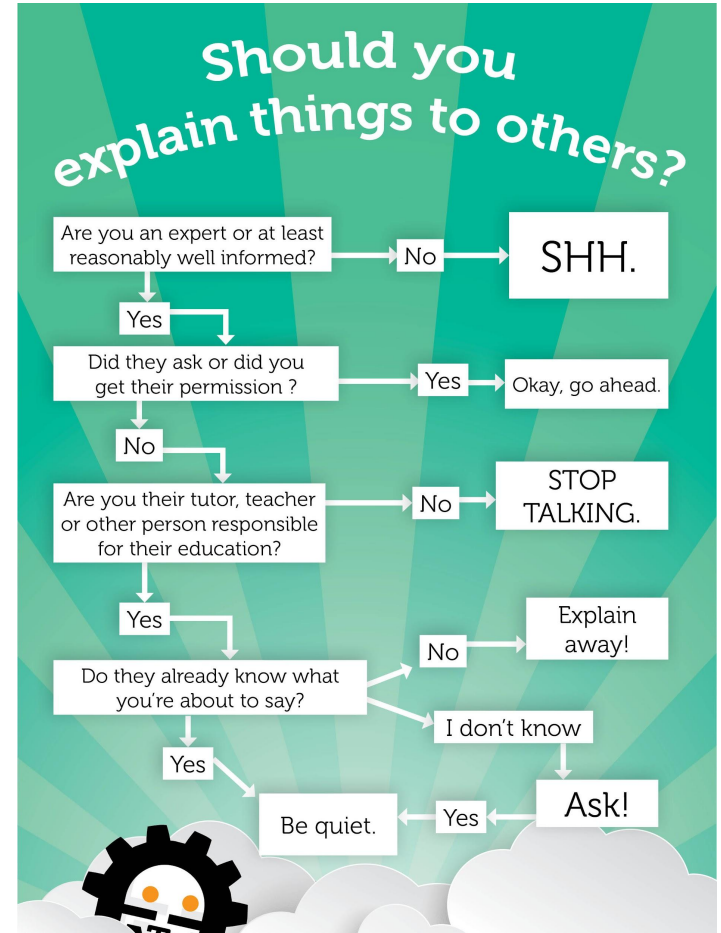 Should you
explain things to others?
Are you an expert or at least
reasonably well informed?
No
SHH.
Yes
Did they ask or did you
get their permission ?
Yes
Okay, go ahead.
No
Are you their tutor, teacher
or other person responsible
for their education?
No
STOP
TALKING.
Yes
Do they already know what
you're about to say?
No
Explain
away!
I don't know
Yes
Ask!
Yes
Be quiet.